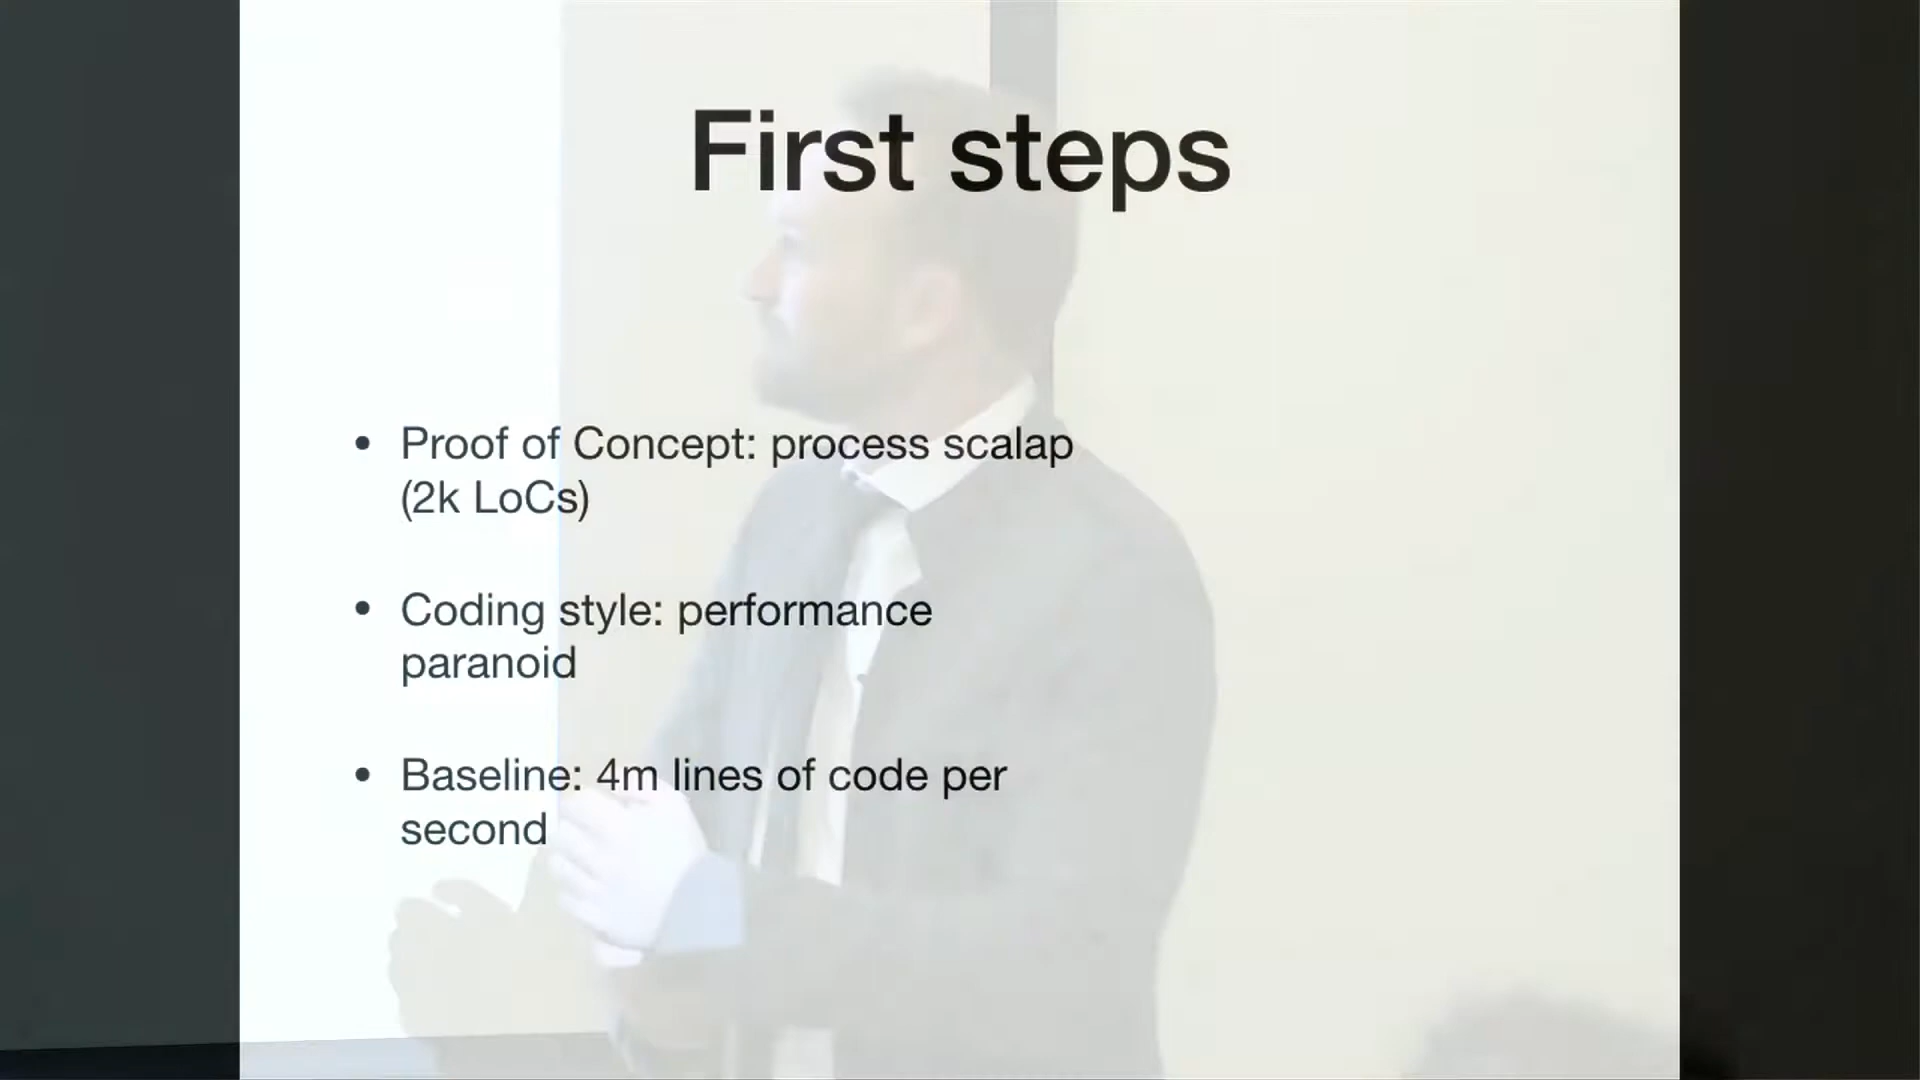 First steps
• Proof of Concept: process scalap
(2k LoCs)
• Coding style: performance
paranoid
• Baseline: 4m lines of code per
second